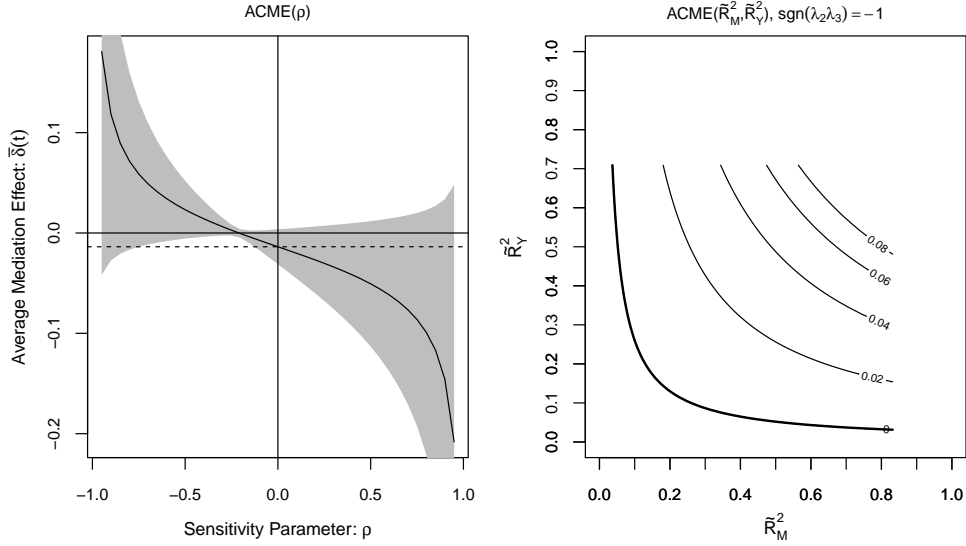 ACME(ρ)
Average Mediation Effect: δ̄(t)
0.1
0.0
−0.1
−0.2
−1.0 −0.5 0.0 0.5 1.0
Sensitivity Parameter: ρ
ACME(R̃²M,R̃²Y), sgn(λ2λ3) = −1
R̃²Y
1.0
0.9
0.8
0.7
0.6
0.5
0.4
0.3
0.2
0.1
0.0
0.08
0.06
0.04
0.02
0
0.0 0.2 0.4 0.6 0.8 1.0
R̃²M